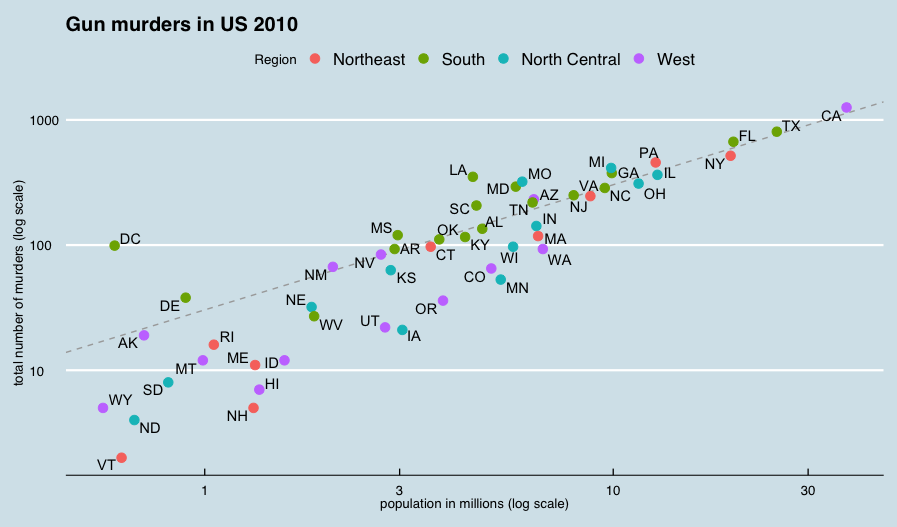 Gun murders in US 2010
Region Northeast South North Central West
total number of murders (log scale)
1000
100
10
CA
TX
FL
NY
PA
MI
GA
IL
OH
LA
MO
MD
VA
NC
NJ
AZ
TN
SC
AL
IN
MS
OK
KY
MA
DC
AR
CT
WI
WA
NV
NM
KS
CO
MN
DE
NE
OR
WV
UT
IA
AK
RI
MT
ME
ID
SD
HI
WY
NH
ND
VT
1 3 10 30
population in millions (log scale)